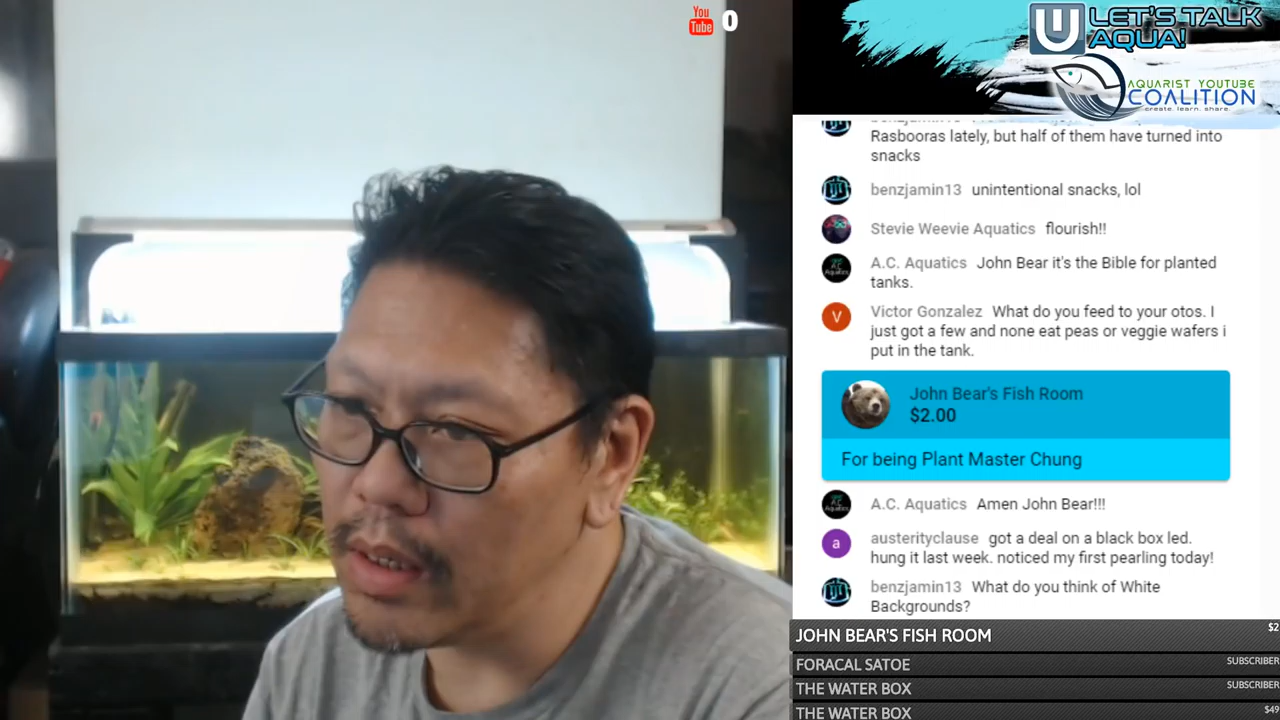 You
Tube 0
LET'S TALK
AQUA!
AQUARIST YOUTUBE
COALITION
create. learn. share.
Rasbooras lately, but half of them have turned into
snacks
benzjamin13 unintentional snacks, lol
Stevie Weevie Aquatics flourish!!
A.C. Aquatics John Bear it's the Bible for planted
tanks.
V Victor Gonzalez What do you feed to your otos. I
just got a few and none eat peas or veggie wafers i
put in the tank.
John Bear's Fish Room
$2.00
For being Plant Master Chung
A.C. Aquatics Amen John Bear!!!
a austerityclause got a deal on a black box led.
hung it last week. noticed my first pearling today!
benzjamin13 What do you think of White
Backgrounds?
JOHN BEAR'S FISH ROOM $2
FORACAL SATOE SUBSCRIBER
THE WATER BOX SUBSCRIBER
THE WATER BOX $49